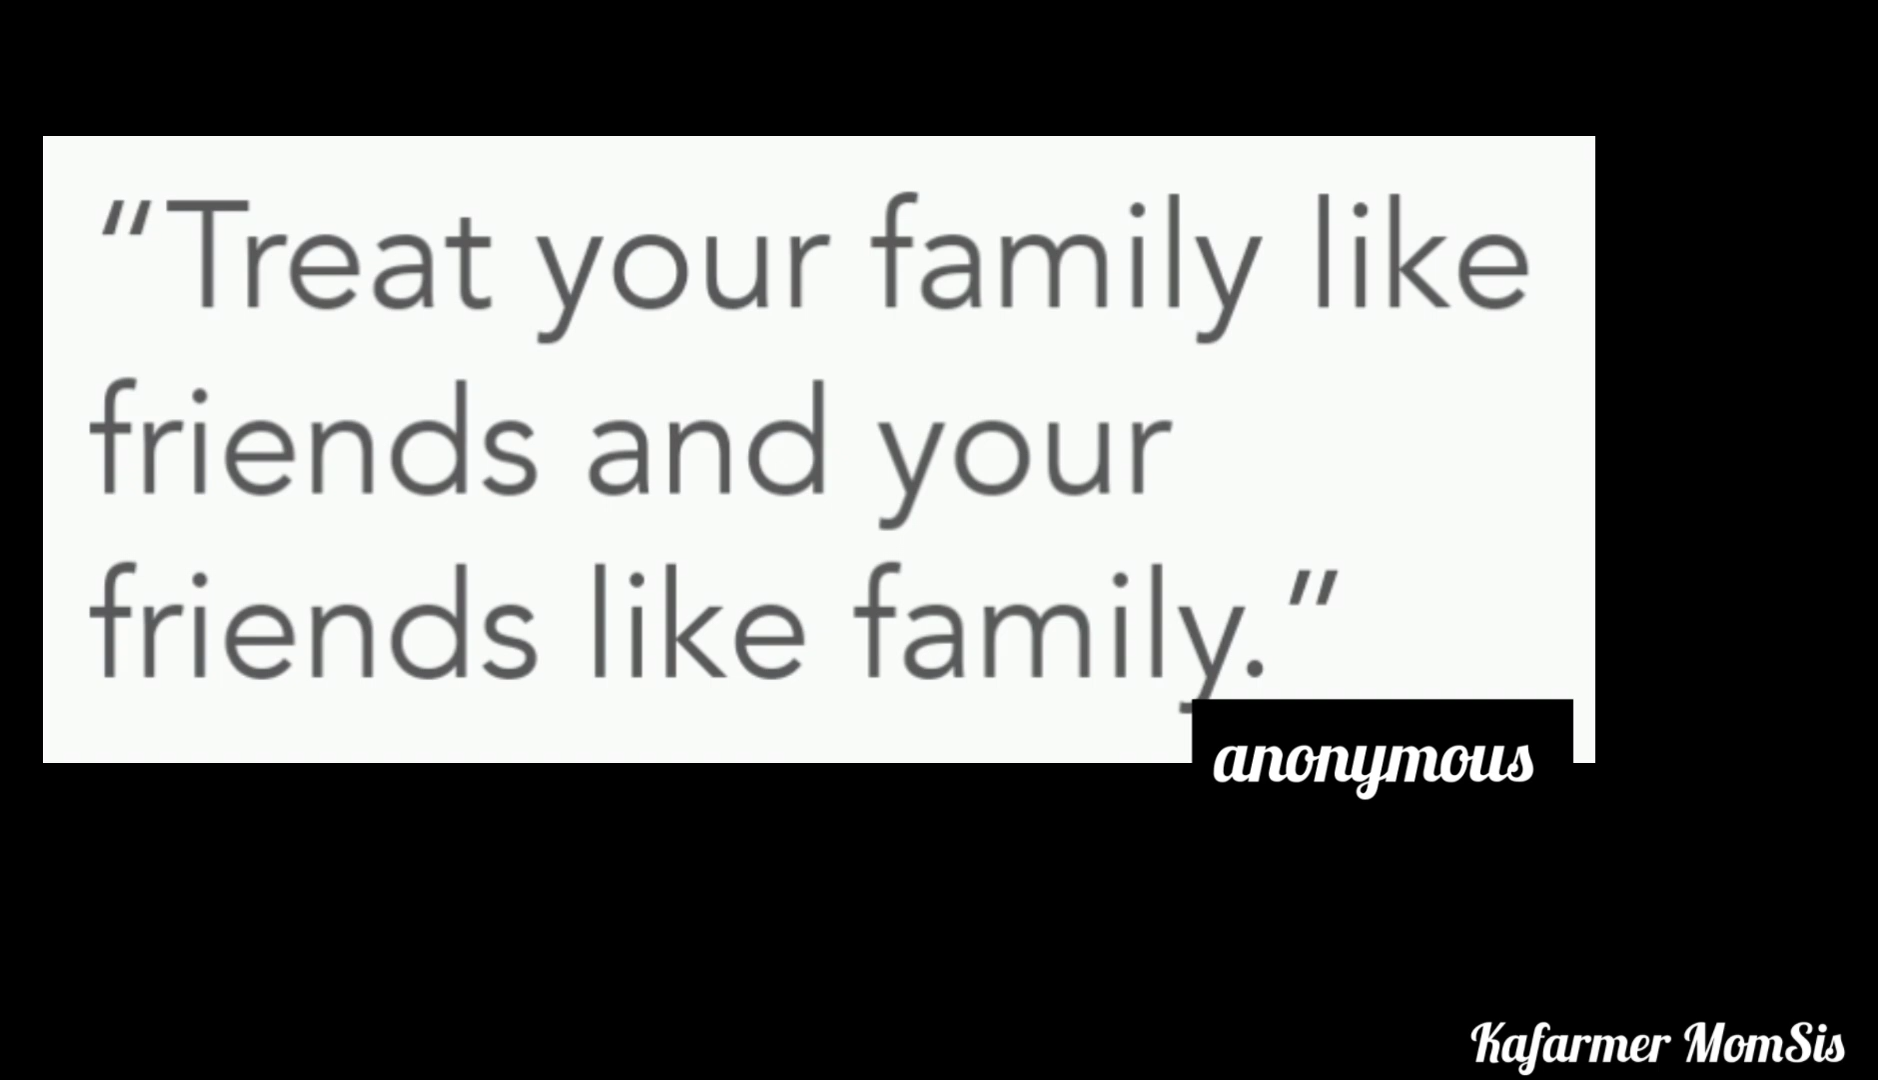 “Treat your family like
friends and your
friends like family.”
anonymous
Kafarmer MomSis